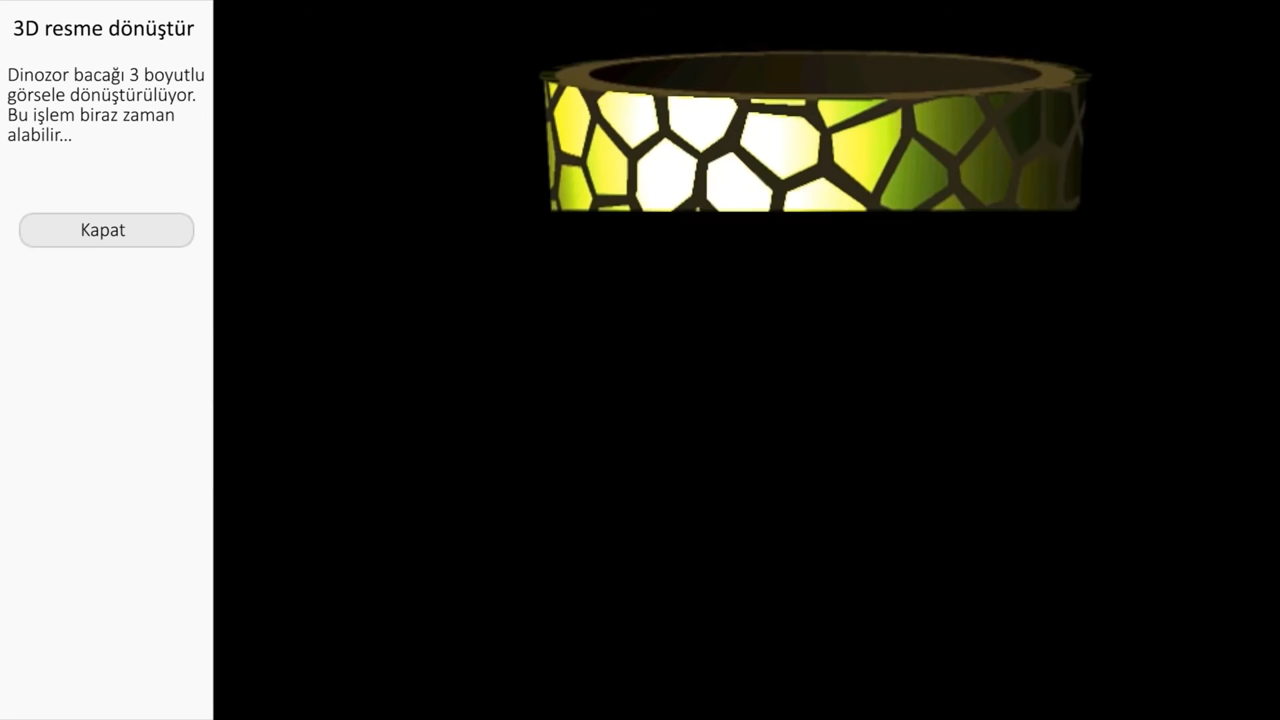 3D resme dönüştür
Dinozor bacağı 3 boyutlu
görsele dönüştürülüyor.
Bu işlem biraz zaman
alabilir...
Kapat